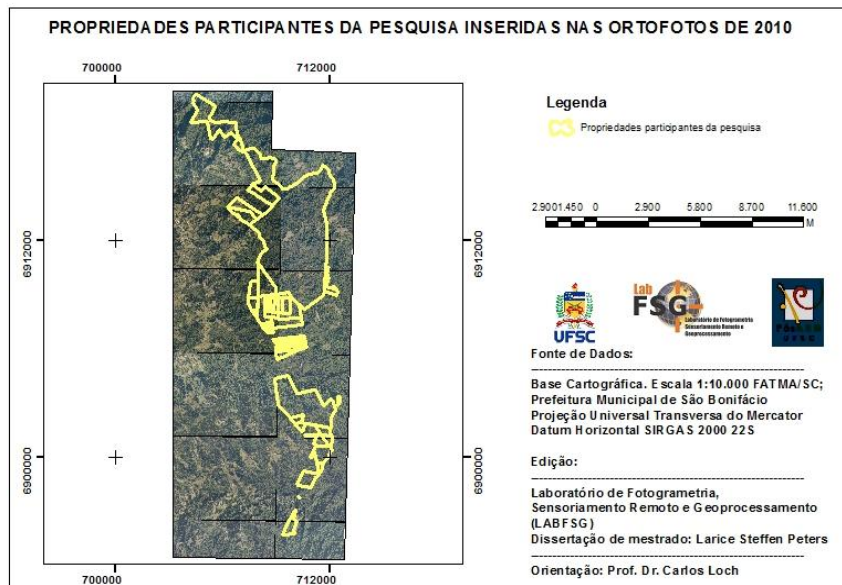 PROPRIEDADES PARTICIPANTES DA PESQUISA INSERIDAS NAS ORTOFOTOS DE 2010
700000
712000
6912000
6912000
6900000
6900000
700000
712000
Legenda
Propriedades participantes da pesquisa
2.9001.450 0 2.900 5.800 8.700 11.600
M
UFSC
Lab
FSG
Laboratório de Fotogrametria
Sensoriamento Remoto e
Geoprocessamento
UFSC
Fonte de Dados:
Base Cartográfica. Escala 1:10.000 FATMA/SC;
Prefeitura Municipal de São Bonifácio
Projeção Universal Transversa do Mercator
Datum Horizontal SIRGAS 2000 22S
Edição:
Laboratório de Fotogrametria,
Sensoriamento Remoto e Geoprocessamento
(LABFSG)
Dissertação de mestrado: Larice Steffen Peters
Orientação: Prof. Dr. Carlos Loch